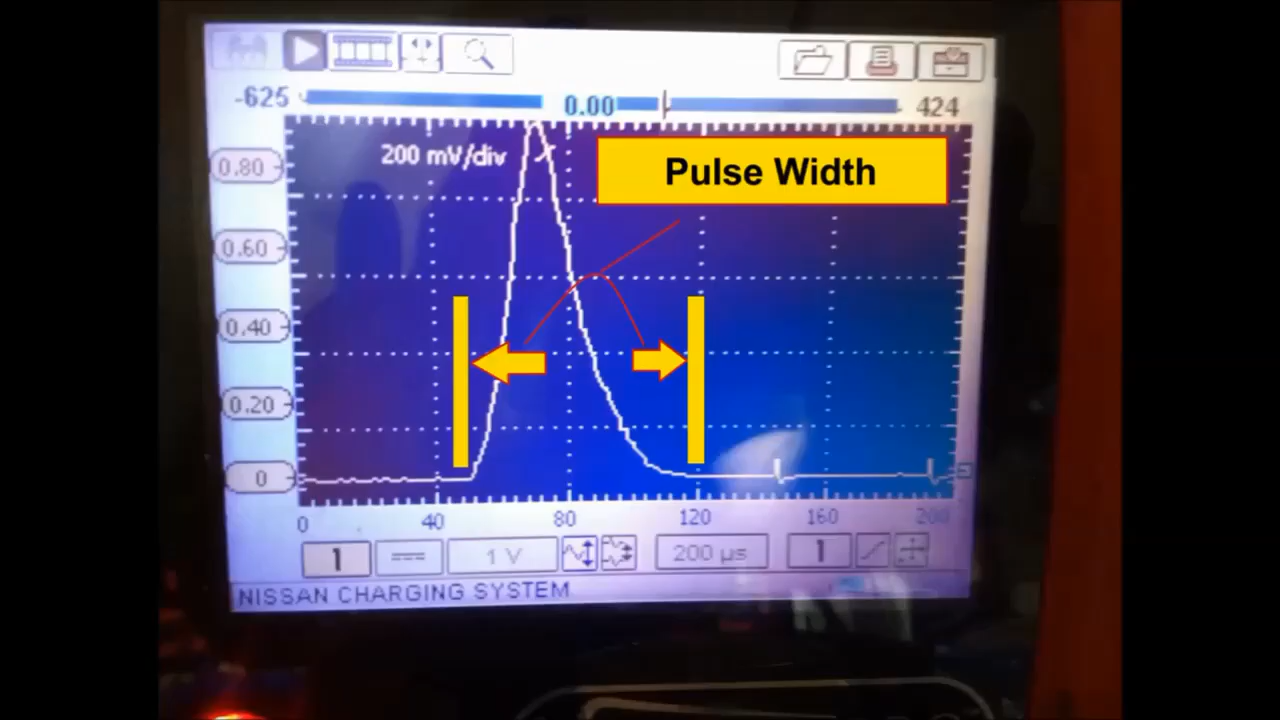 -625 0.00 424
200 mV/div
Pulse Width
0.80
0.60
0.40
0.20
0
0 40 80 120 160 200
1 1 V 200 µs 1
NISSAN CHARGING SYSTEM